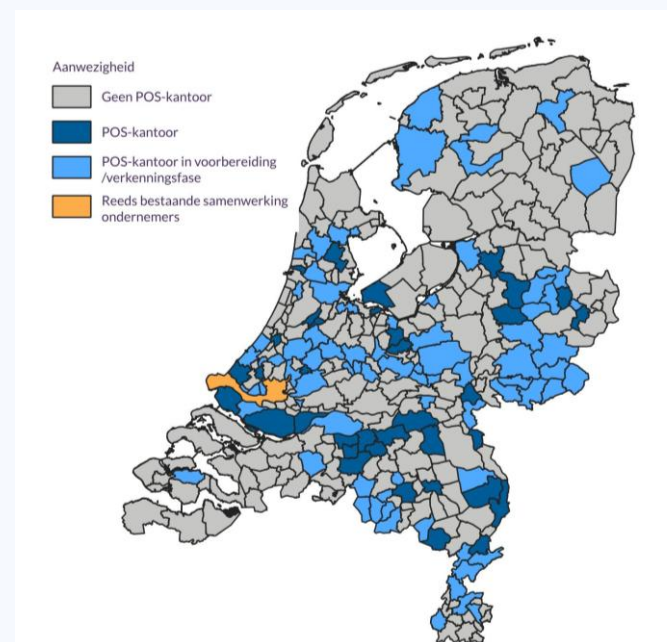 Aanwezigheid
Geen POS-kantoor
POS-kantoor
POS-kantoor in voorbereiding
/verkenningsfase
Reeds bestaande samenwerking
ondernemers